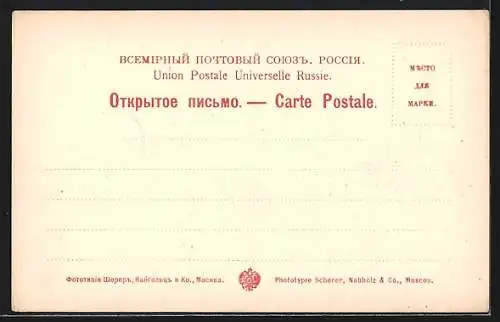 ВСЕМІРНЫЙ ПОЧТОВЫЙ СОЮЗЪ. РОССІЯ.
Union Postale Universelle Russie.
Открытое письмо. — Carte Postale.
МѢСТО
ДЛЯ
МАРКИ.
Фототипія Шереръ, Набгольцъ и Ко., Москва.
Phototypie Scherer, Nabholz & Co., Moscou.